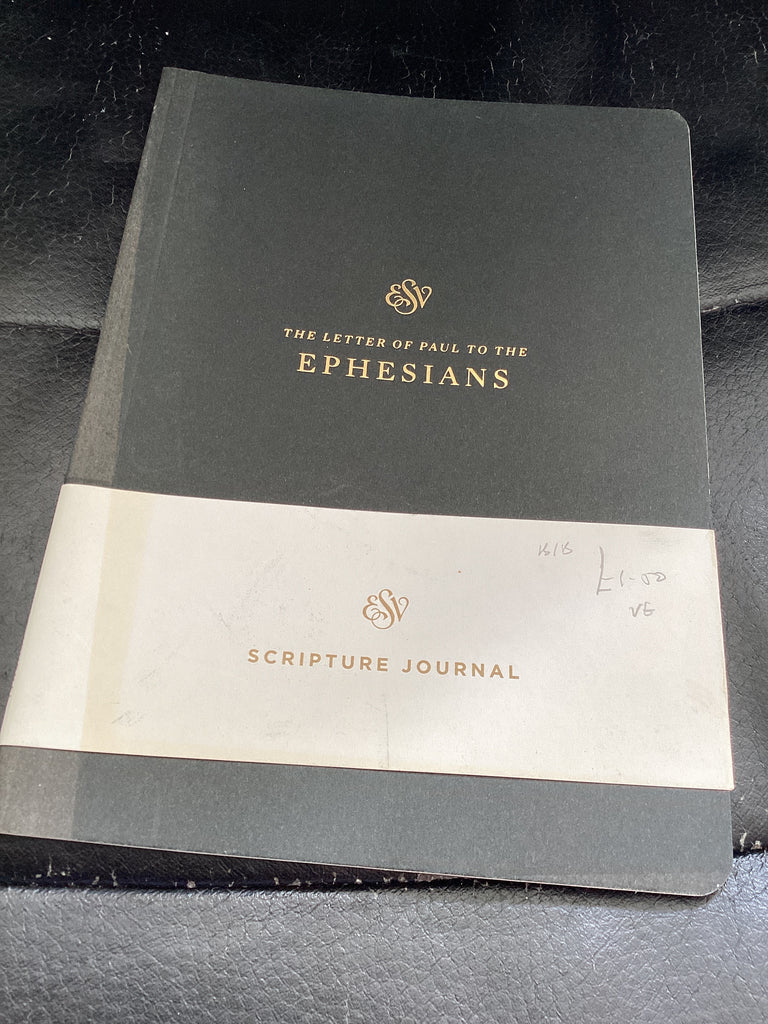 ESV
THE LETTER OF PAUL TO THE
EPHESIANS
£1-00
VG
ESV
SCRIPTURE JOURNAL